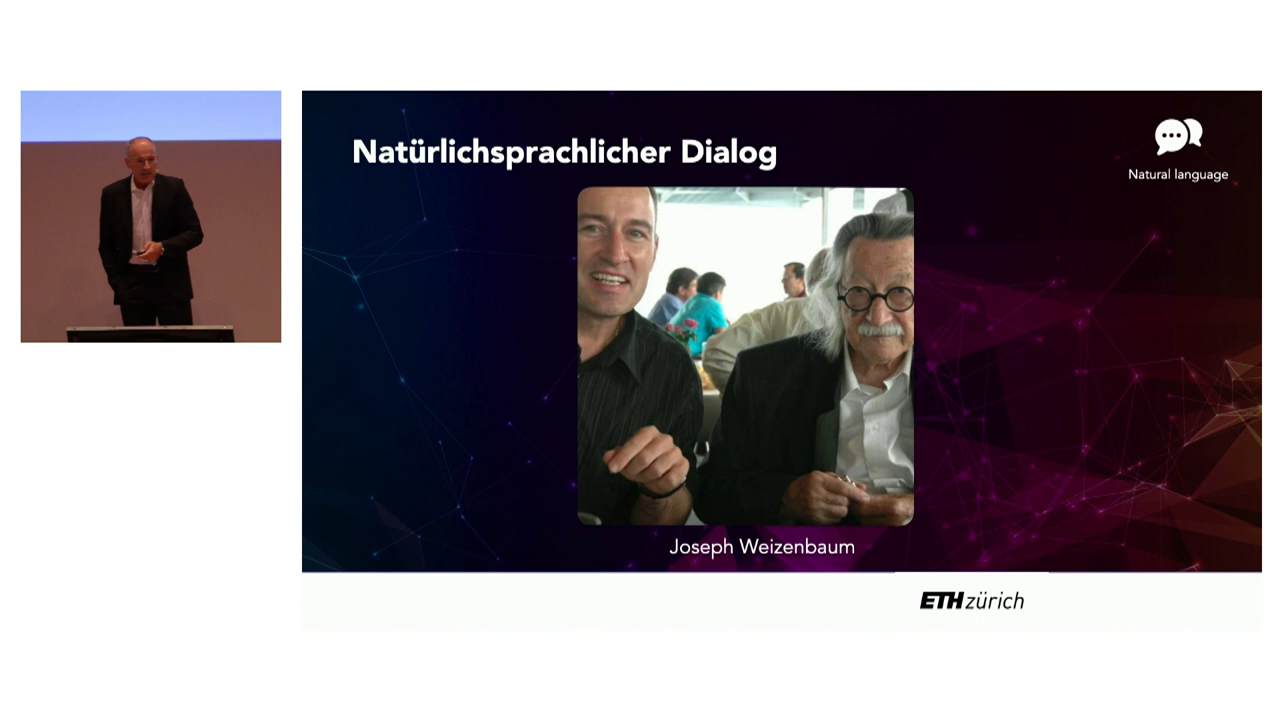 Natürlichsprachlicher Dialog
Natural language
Joseph Weizenbaum
ETH zürich